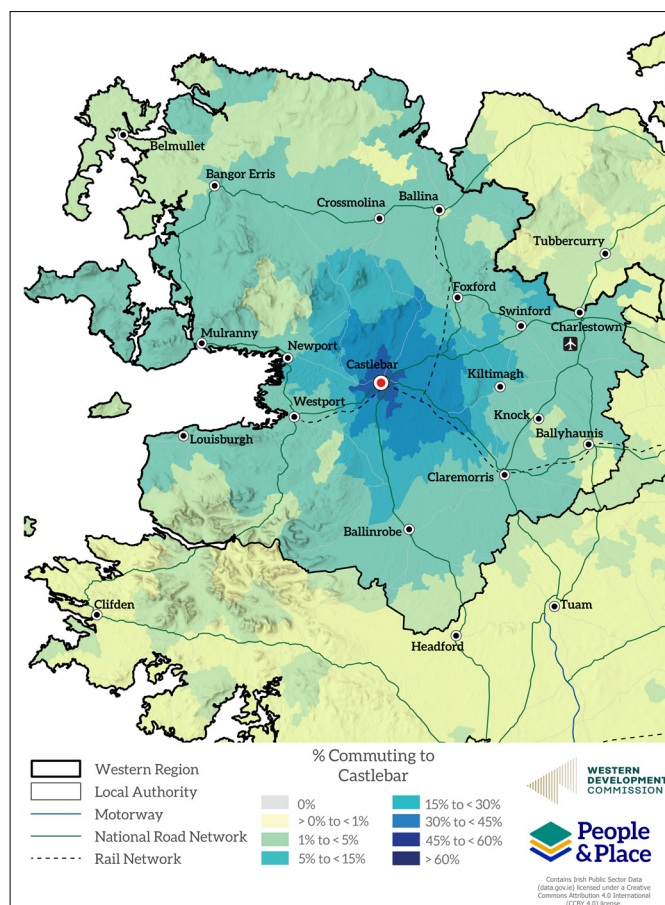 Belmullet
Bangor Erris
Crossmolina
Ballina
Tubbercurry
Foxford
Swinford
Charlestown
Mulranny
Newport
Castlebar
Kiltimagh
Westport
Knock
Louisburgh
Ballyhaunis
Claremorris
Ballinrobe
Clifden
Tuam
Headford
% Commuting to
Castlebar
Western Region
Local Authority
Motorway
National Road Network
Rail Network
0%
> 0% to < 1%
1% to < 5%
5% to < 15%
15% to < 30%
30% to < 45%
45% to < 60%
> 60%
WESTERN
DEVELOPMENT
COMMISSION
People
& Place
Contains Irish Public Sector Data
(data.gov.ie) licensed under a Creative
Commons Attribution 4.0 International
(CCBY 4.0) license